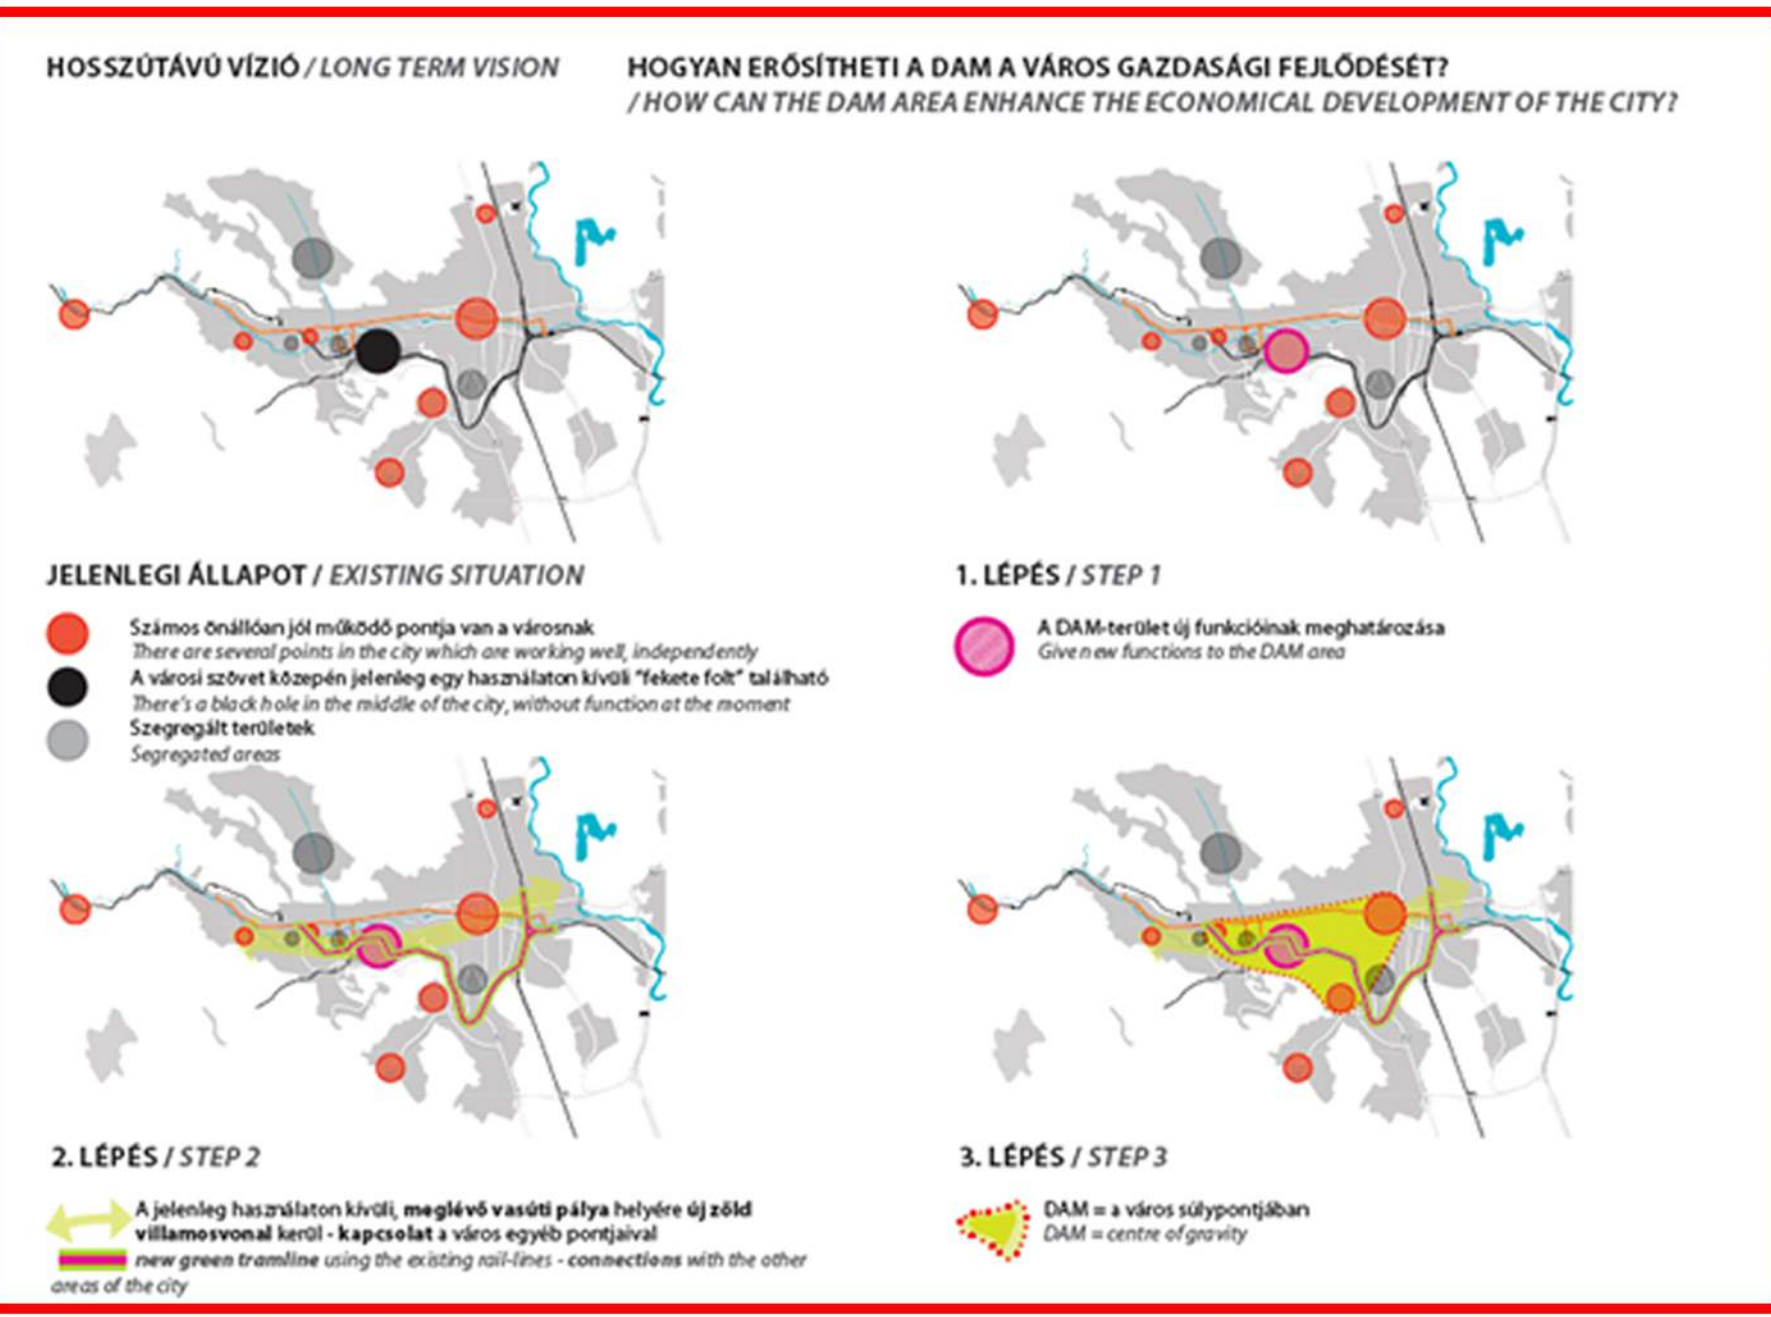 HOSSZÚTÁVÚ VÍZIÓ / LONG TERM VISION
HOGYAN ERŐSÍTHETI A DAM A VÁROS GAZDASÁGI FEJLŐDÉSÉT?
/ HOW CAN THE DAM AREA ENHANCE THE ECONOMICAL DEVELOPMENT OF THE CITY?
JELENLEGI ÁLLAPOT / EXISTING SITUATION
Számos önállóan jól működő pontja van a városnak
There are several points in the city which are working well, independently
A városi szövet közepén jelenleg egy használaton kívüli "fekete folt" található
There's a black hole in the middle of the city, without function at the moment
Szegregált területek
Segregated areas
1. LÉPÉS / STEP 1
A DAM-terület új funkcióinak meghatározása
Give new functions to the DAM area
2. LÉPÉS / STEP 2
A jelenleg használaton kívüli, meglévő vasúti pálya helyére új zöld
villamosvonal kerül - kapcsolat a város egyéb pontjaival
new green tramline using the existing rail-lines - connections with the other
areas of the city
3. LÉPÉS / STEP 3
DAM = a város súlypontjában
DAM = centre of gravity